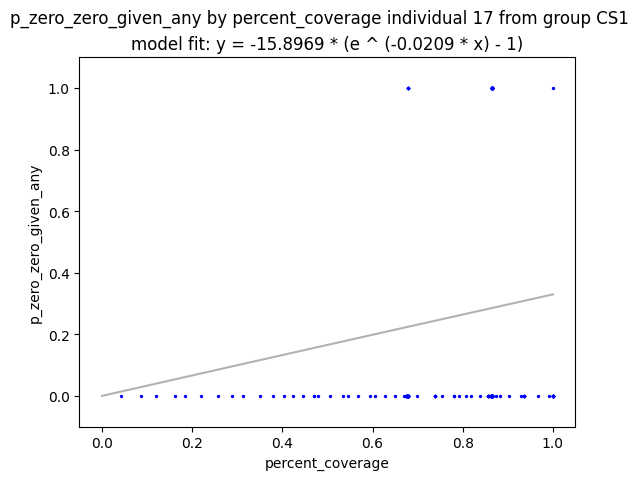 p_zero_zero_given_any by percent_coverage individual 17 from group CS1
model fit: y = -15.8969 * (e ^ (-0.0209 * x) - 1)
1.0
0.8
0.6
0.4
0.2
0.0
p_zero_zero_given_any
0.0 0.2 0.4 0.6 0.8 1.0
percent_coverage